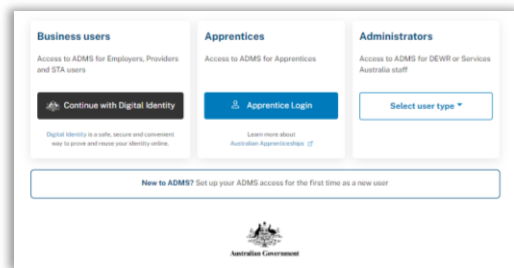 Business users
Access to ADMS for Employers, Providers
and STA users
Continue with Digital Identity
Digital Identity is a safe, secure and convenient
way to prove and reuse your identity online.
Apprentices
Access to ADMS for Apprentices
Apprentice Login
Learn more about
Australian Apprenticeships
Administrators
Access to ADMS for DEWR or Services
Australia staff
Select user type
New to ADMS? Set up your ADMS access for the first time as a new user
Australian Government